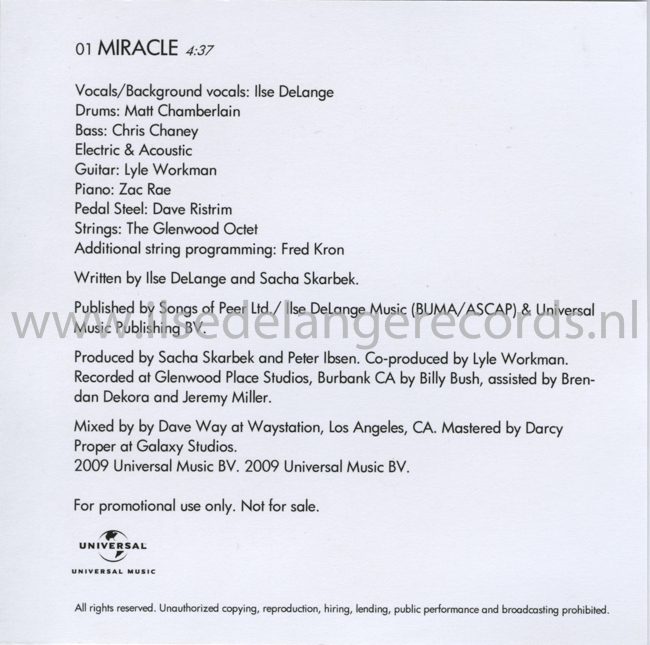 01 MIRACLE 4:37
Vocals/Background vocals: Ilse DeLange
Drums: Matt Chamberlain
Bass: Chris Chaney
Electric & Acoustic
Guitar: Lyle Workman
Piano: Zac Rae
Pedal Steel: Dave Ristrim
Strings: The Glenwood Octet
Additional string programming: Fred Kron
Written by Ilse DeLange and Sacha Skarbek.
Published by Songs of Peer Ltd./ Ilse DeLange Music (BUMA/ASCAP) & Universal
www.ilsedelangerecords.nl
Music Publishing BV.
Produced by Sacha Skarbek and Peter Ibsen. Co-produced by Lyle Workman.
Recorded at Glenwood Place Studios, Burbank CA by Billy Bush, assisted by Bren-
dan Dekora and Jeremy Miller.
Mixed by by Dave Way at Waystation, Los Angeles, CA. Mastered by Darcy
Proper at Galaxy Studios.
2009 Universal Music BV. 2009 Universal Music BV.
For promotional use only. Not for sale.
UNIVERSAL
UNIVERSAL MUSIC
All rights reserved. Unauthorized copying, reproduction, hiring, lending, public performance and broadcasting prohibited.